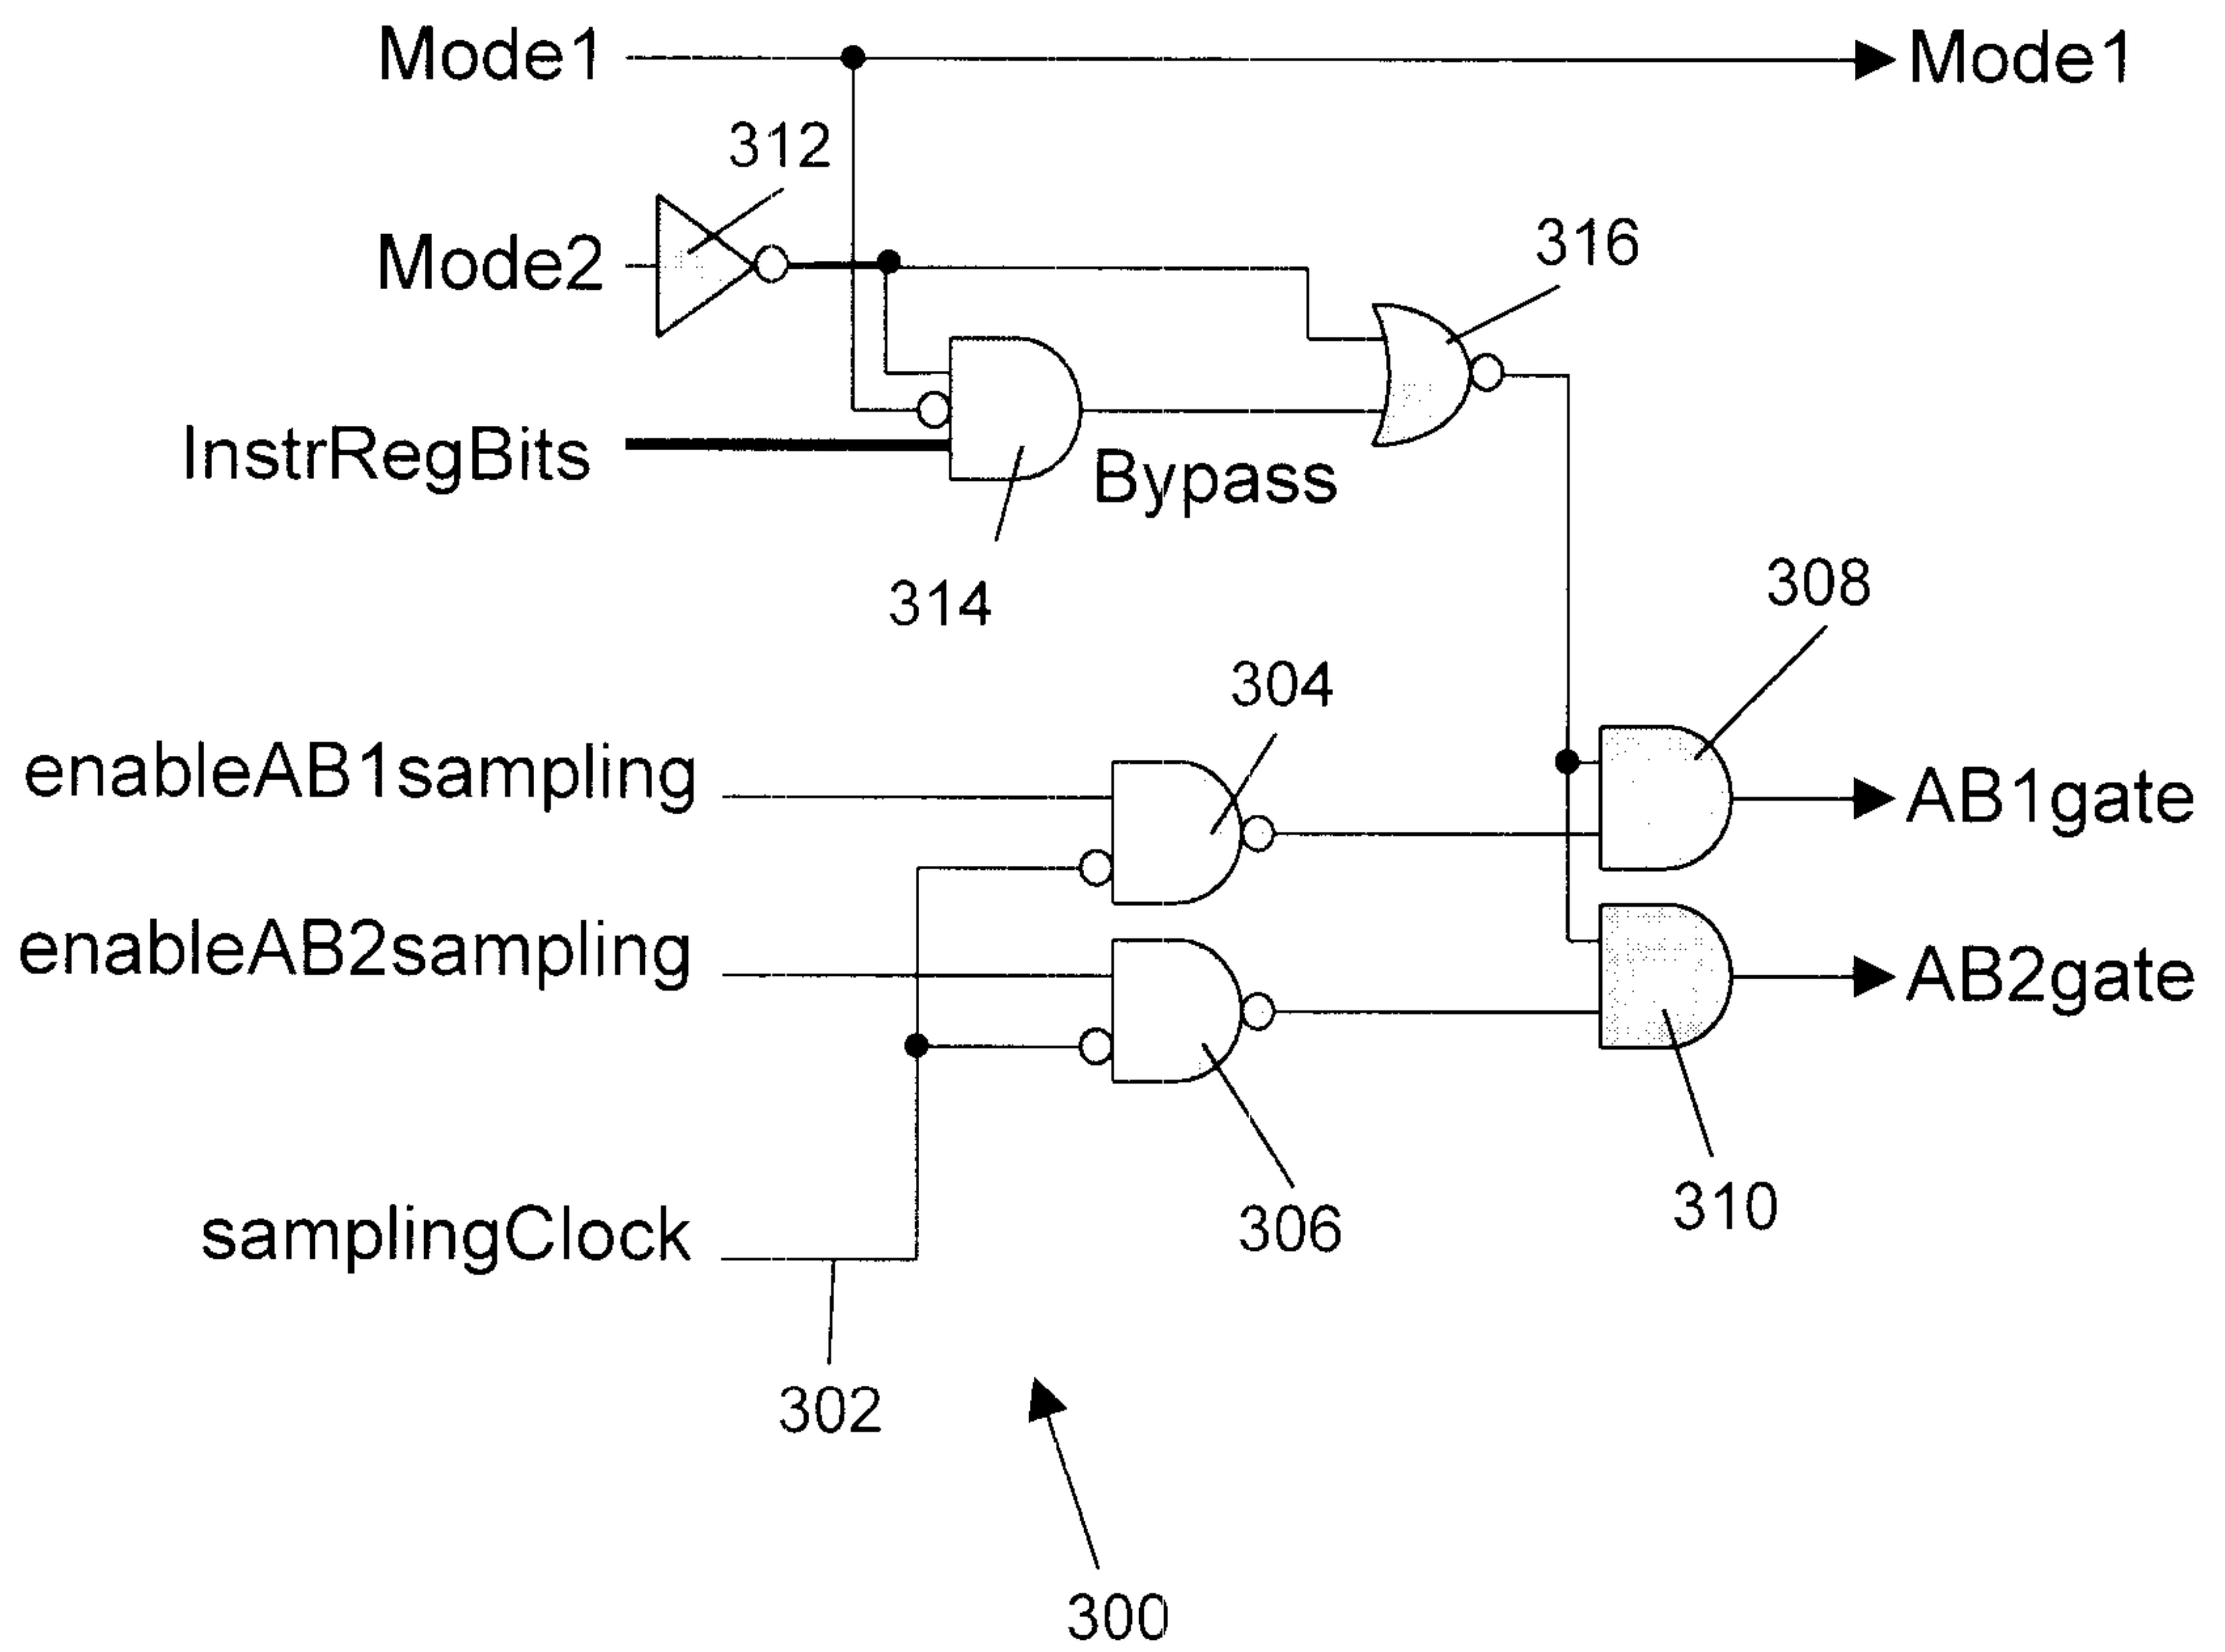 Mode1
Mode1
312
Mode2
316
InstrRegBits
Bypass
314
308
304
enableAB1sampling
AB1gate
enableAB2sampling
AB2gate
310
306
samplingClock
302
300